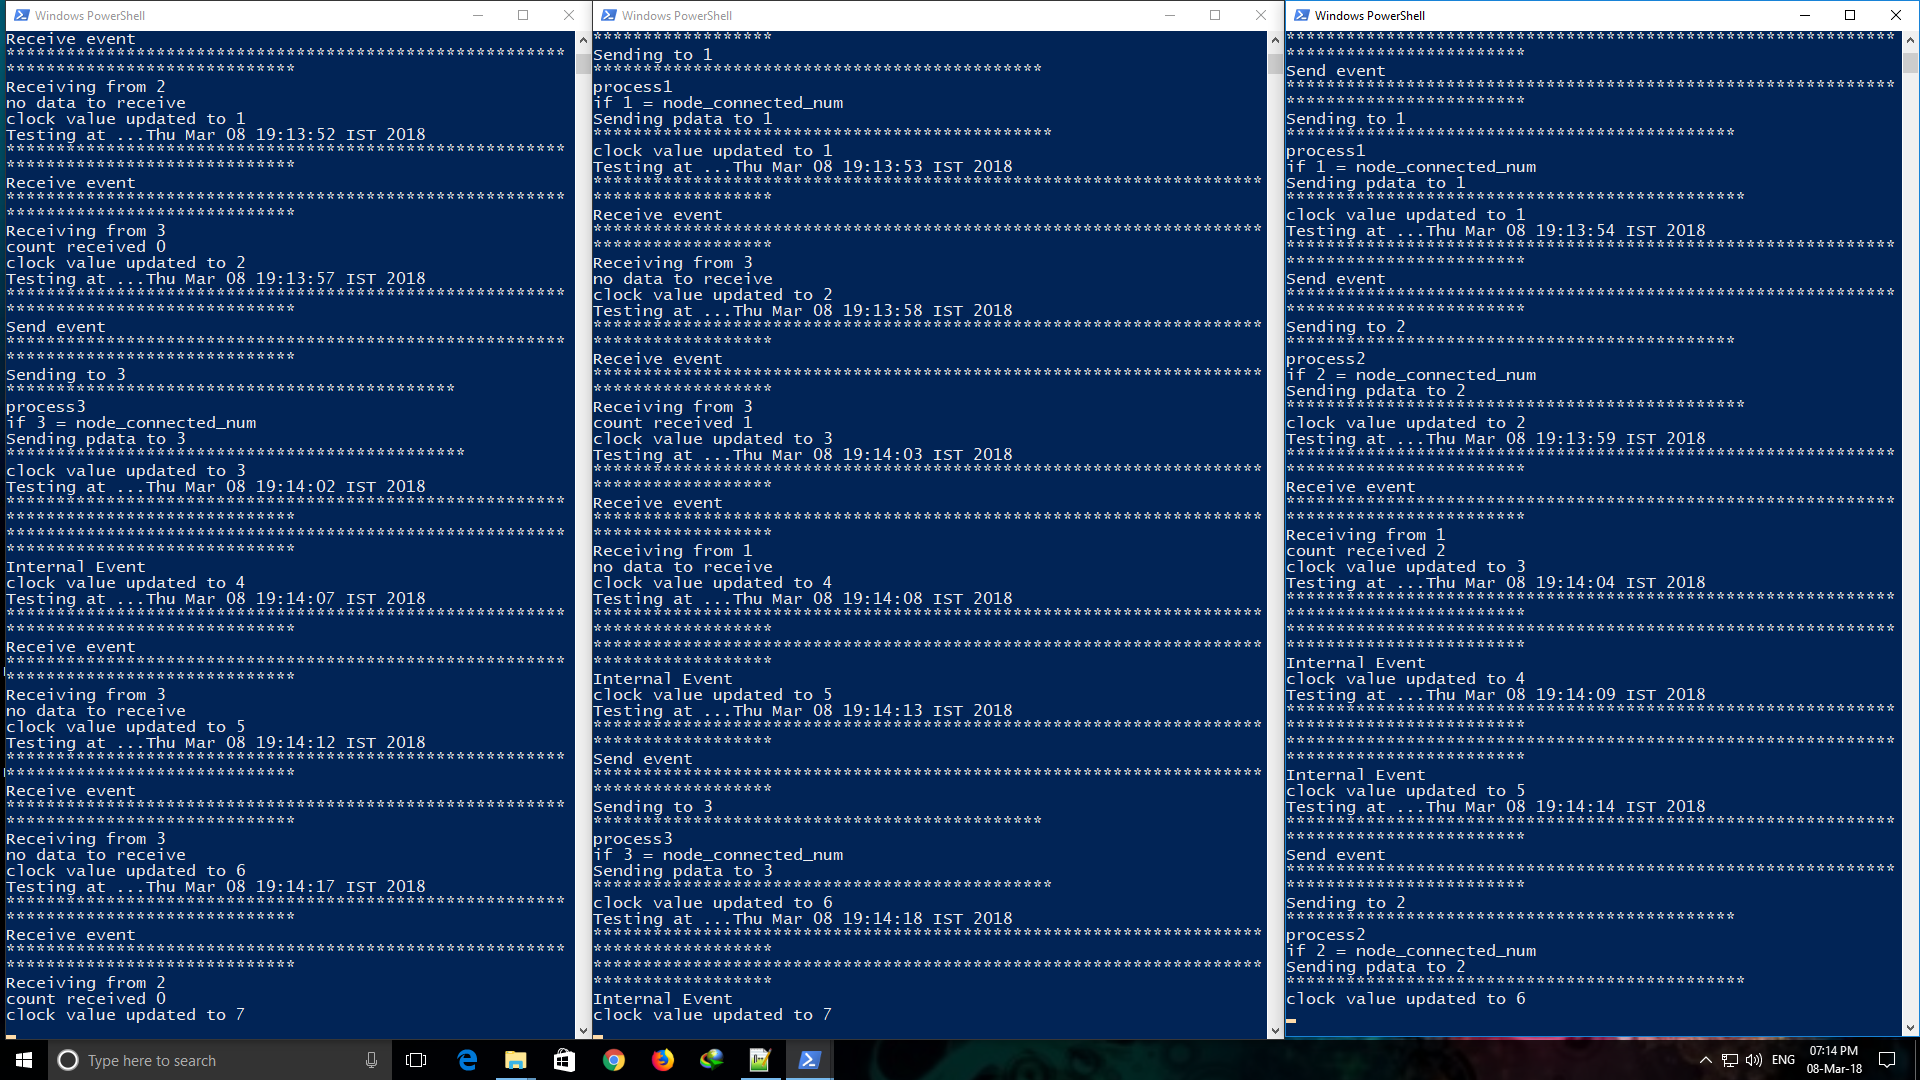 Windows PowerShell
Receive event
********************************************************
*****************************
Receiving from 2
no data to receive
clock value updated to 1
Testing at ...Thu Mar 08 19:13:52 IST 2018
********************************************************
*****************************
Receive event
********************************************************
*****************************
Receiving from 3
count received 0
clock value updated to 2
Testing at ...Thu Mar 08 19:13:57 IST 2018
********************************************************
*****************************
Send event
********************************************************
*****************************
Sending to 3
*********************************************
process3
if 3 = node_connected_num
Sending pdata to 3
**********************************************
clock value updated to 3
Testing at ...Thu Mar 08 19:14:02 IST 2018
********************************************************
*****************************
********************************************************
*****************************
Internal Event
clock value updated to 4
Testing at ...Thu Mar 08 19:14:07 IST 2018
********************************************************
*****************************
Receive event
********************************************************
*****************************
Receiving from 3
no data to receive
clock value updated to 5
Testing at ...Thu Mar 08 19:14:12 IST 2018
********************************************************
*****************************
Receive event
********************************************************
*****************************
Receiving from 3
no data to receive
clock value updated to 6
Testing at ...Thu Mar 08 19:14:17 IST 2018
********************************************************
*****************************
Receive event
********************************************************
*****************************
Receiving from 2
count received 0
clock value updated to 7
Windows PowerShell
******************
Sending to 1
*********************************************
process1
if 1 = node_connected_num
Sending pdata to 1
**********************************************
clock value updated to 1
Testing at ...Thu Mar 08 19:13:53 IST 2018
*******************************************************************
******************
Receive event
*******************************************************************
******************
Receiving from 3
no data to receive
clock value updated to 2
Testing at ...Thu Mar 08 19:13:58 IST 2018
*******************************************************************
******************
Receive event
*******************************************************************
******************
Receiving from 3
count received 1
clock value updated to 3
Testing at ...Thu Mar 08 19:14:03 IST 2018
*******************************************************************
******************
Receive event
*******************************************************************
******************
Receiving from 1
no data to receive
clock value updated to 4
Testing at ...Thu Mar 08 19:14:08 IST 2018
*******************************************************************
******************
*******************************************************************
******************
Internal Event
clock value updated to 5
Testing at ...Thu Mar 08 19:14:13 IST 2018
*******************************************************************
******************
Send event
*******************************************************************
******************
Sending to 3
*********************************************
process3
if 3 = node_connected_num
Sending pdata to 3
**********************************************
clock value updated to 6
Testing at ...Thu Mar 08 19:14:18 IST 2018
*******************************************************************
******************
*******************************************************************
******************
Internal Event
clock value updated to 7
Windows PowerShell
*************************************************************
************************
Send event
*************************************************************
************************
Sending to 1
*********************************************
process1
if 1 = node_connected_num
Sending pdata to 1
**********************************************
clock value updated to 1
Testing at ...Thu Mar 08 19:13:54 IST 2018
*************************************************************
************************
Send event
*************************************************************
************************
Sending to 2
*********************************************
process2
if 2 = node_connected_num
Sending pdata to 2
**********************************************
clock value updated to 2
Testing at ...Thu Mar 08 19:13:59 IST 2018
*************************************************************
************************
Receive event
*************************************************************
************************
Receiving from 1
count received 2
clock value updated to 3
Testing at ...Thu Mar 08 19:14:04 IST 2018
*************************************************************
************************
*************************************************************
************************
Internal Event
clock value updated to 4
Testing at ...Thu Mar 08 19:14:09 IST 2018
*************************************************************
************************
*************************************************************
************************
Internal Event
clock value updated to 5
Testing at ...Thu Mar 08 19:14:14 IST 2018
*************************************************************
************************
Send event
*************************************************************
************************
Sending to 2
*********************************************
process2
if 2 = node_connected_num
Sending pdata to 2
**********************************************
clock value updated to 6
Type here to search
ENG
07:14 PM
08-Mar-18